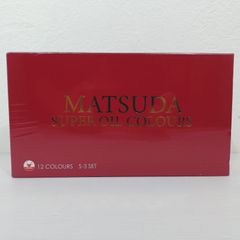 MATSUDA
SUPER OIL COLOURS
12 COLOURS   S-3 SET